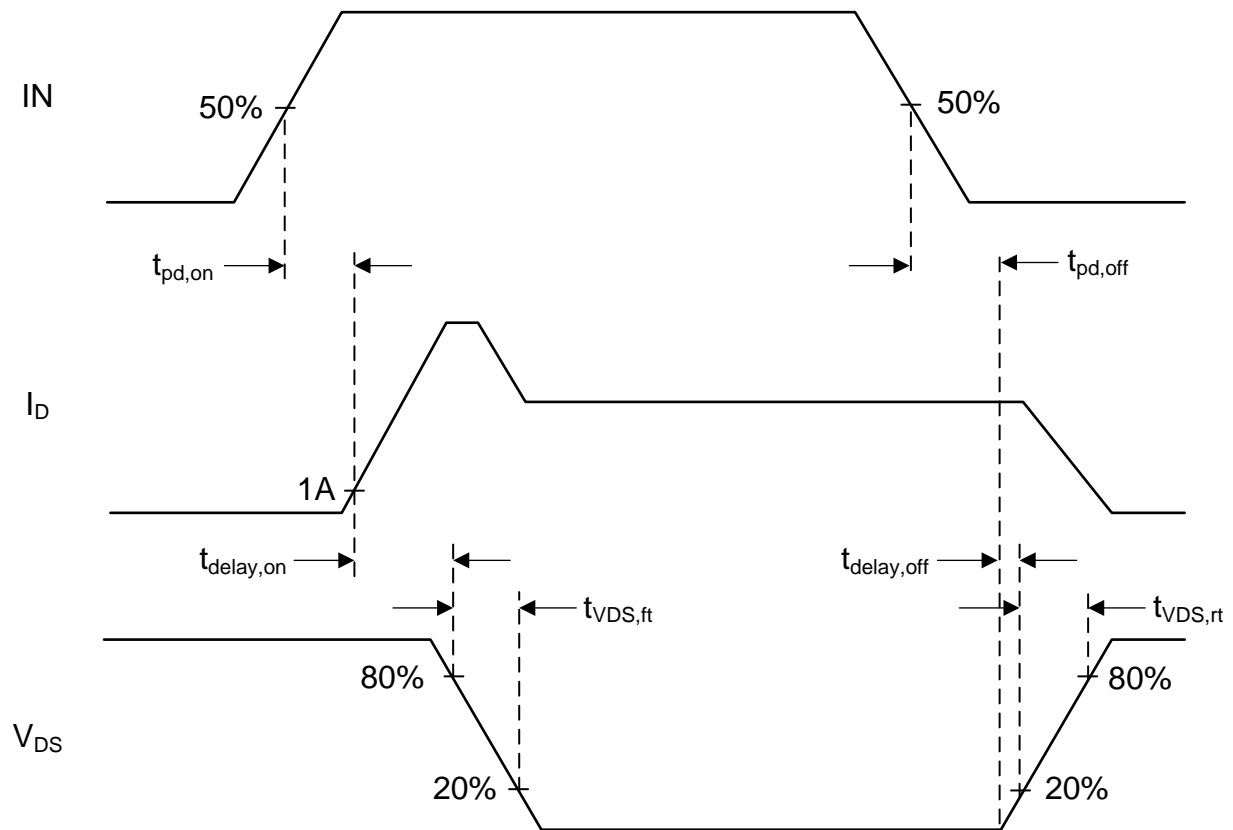 IN
50%
50%
tpd,on
tpd,off
ID
1A
tdelay,on
tdelay,off
tVDS,ft
tVDS,rt
80%
80%
VDS
20%
20%